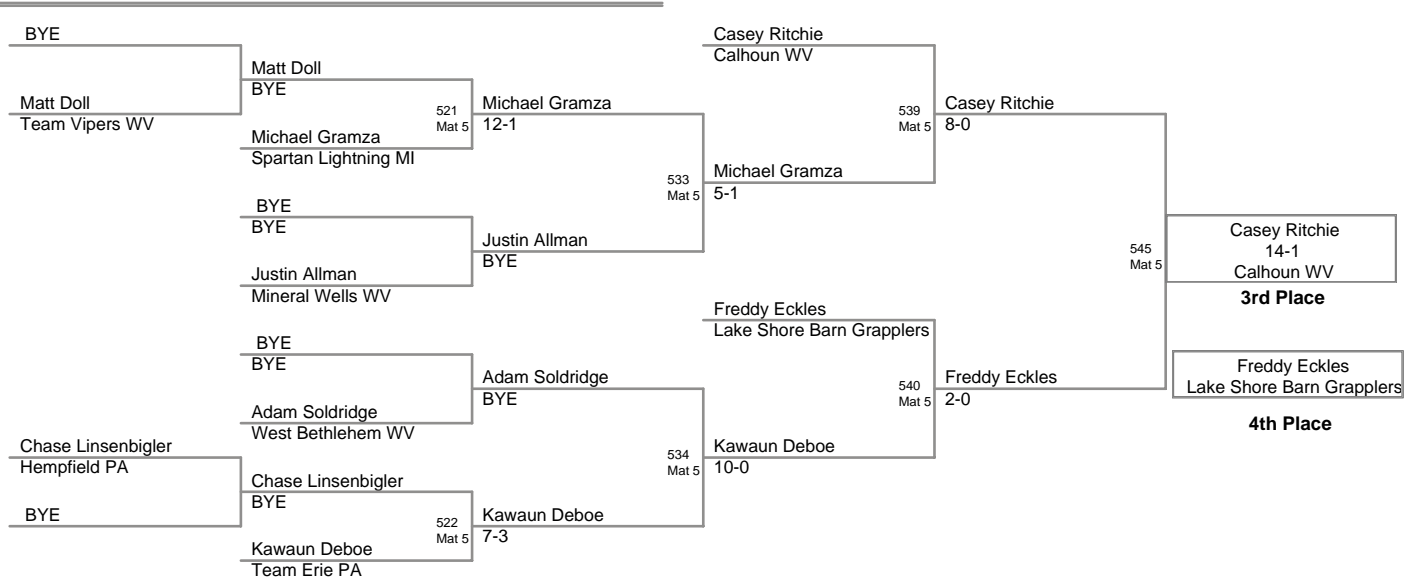 BYE
Matt Doll
Team Vipers WV
Chase Linsenbigler
Hempfield PA
BYE
Matt Doll
BYE
Michael Gramza
Spartan Lightning MI
BYE
BYE
Justin Allman
Mineral Wells WV
BYE
BYE
Adam Soldridge
West Bethlehem WV
Chase Linsenbigler
BYE
Kawaun Deboe
Team Erie PA
521
Mat 5
Michael Gramza
12-1
Justin Allman
BYE
Adam Soldridge
BYE
522
Mat 5
Kawaun Deboe
7-3
Casey Ritchie
Calhoun WV
533
Mat 5
Michael Gramza
5-1
Freddy Eckles
Lake Shore Barn Grapplers
534
Mat 5
Kawaun Deboe
10-0
539
Mat 5
Casey Ritchie
8-0
540
Mat 5
Freddy Eckles
2-0
545
Mat 5
Casey Ritchie
14-1
Calhoun WV
3rd Place
Freddy Eckles
Lake Shore Barn Grapplers
4th Place